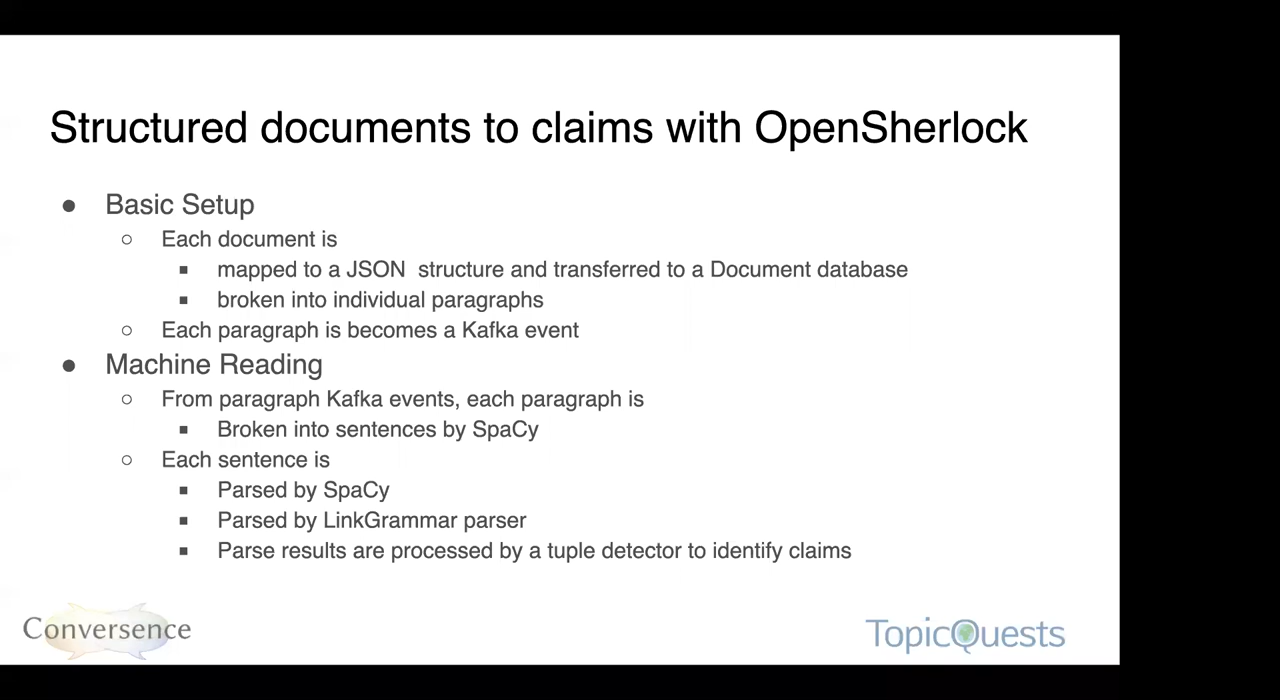 Structured documents to claims with OpenSherlock
● Basic Setup
○ Each document is
■ mapped to a JSON structure and transferred to a Document database
■ broken into individual paragraphs
○ Each paragraph is becomes a Kafka event
● Machine Reading
○ From paragraph Kafka events, each paragraph is
■ Broken into sentences by SpaCy
○ Each sentence is
■ Parsed by SpaCy
■ Parsed by LinkGrammar parser
■ Parse results are processed by a tuple detector to identify claims
Conversence
TopicQuests